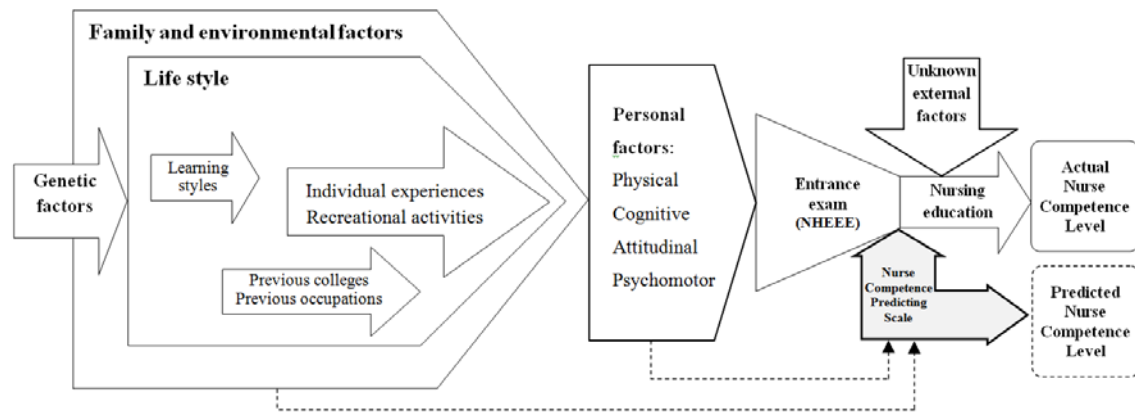 Family and environmental factors
Life style
Genetic
factors
Learning
styles
Individual experiences
Recreational activities
Previous colleges
Previous occupations
Personal
factors:
Physical
Cognitive
Attitudinal
Psychomotor
Entrance
exam
(NHEEE)
Unknown
external
factors
Nursing
education
Actual
Nurse
Competence
Level
Nurse
Competence
Predicting
Scale
Predicted
Nurse
Competence
Level